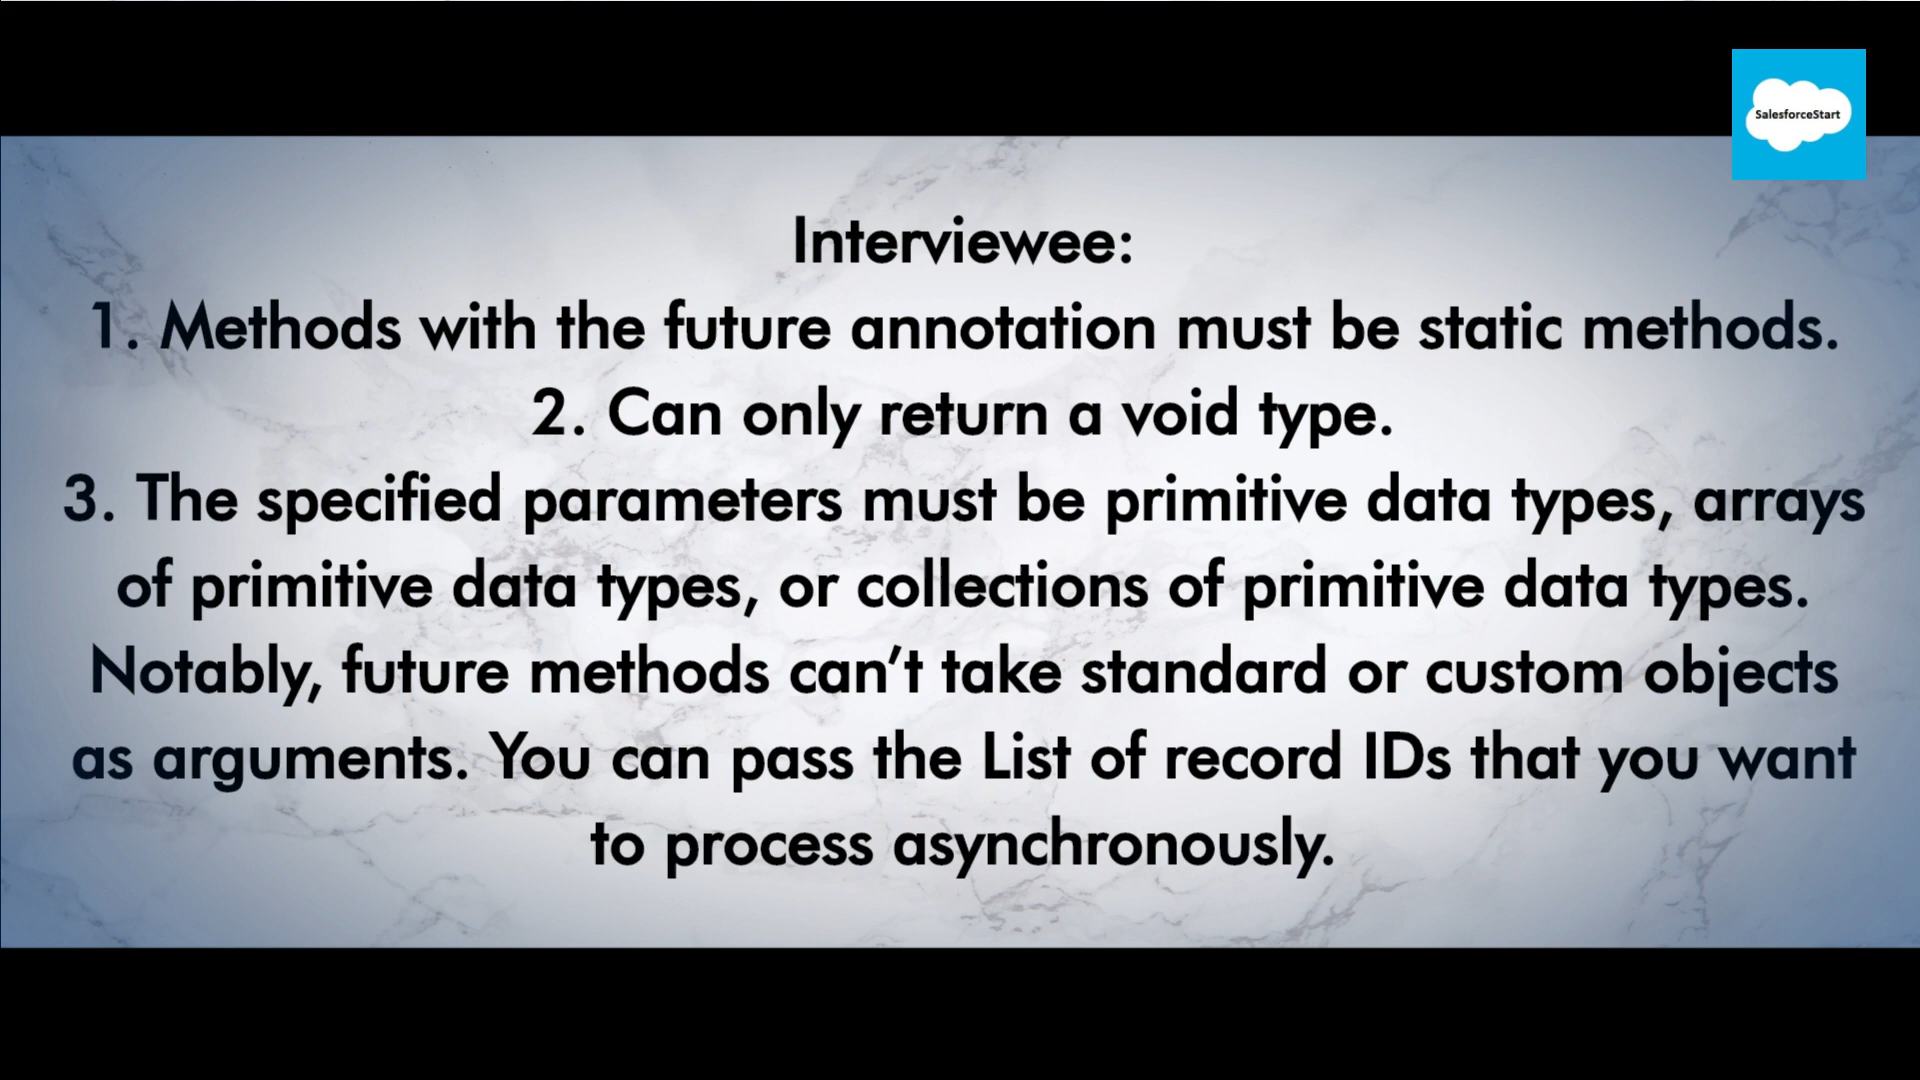 SalesforceStart
Interviewee:
1. Methods with the future annotation must be static methods.
2. Can only return a void type.
3. The specified parameters must be primitive data types, arrays
of primitive data types, or collections of primitive data types.
Notably, future methods can’t take standard or custom objects
as arguments. You can pass the List of record IDs that you want
to process asynchronously.